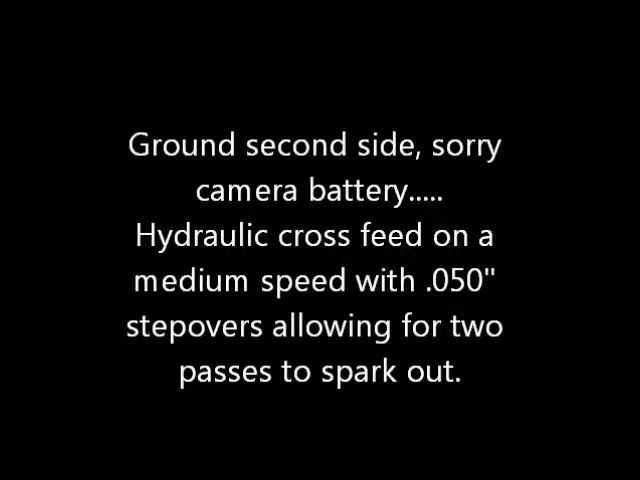 Ground second side, sorry
camera battery.....
Hydraulic cross feed on a
medium speed with .050"
stepovers allowing for two
passes to spark out.